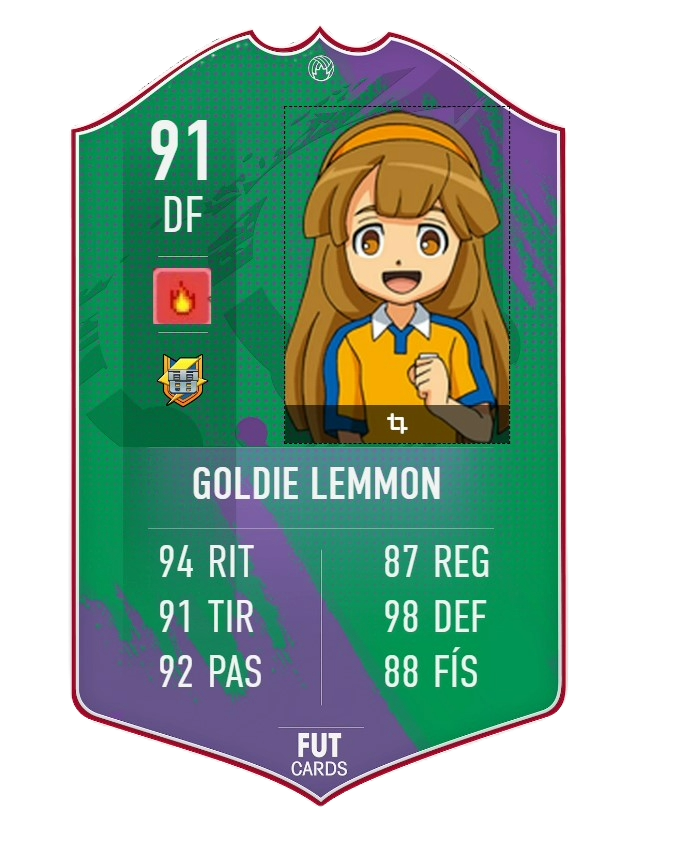 91
DF
GOLDIE LEMMON
94 RIT
87 REG
91 TIR
98 DEF
92 PAS
88 FÍS
FUT
CARDS